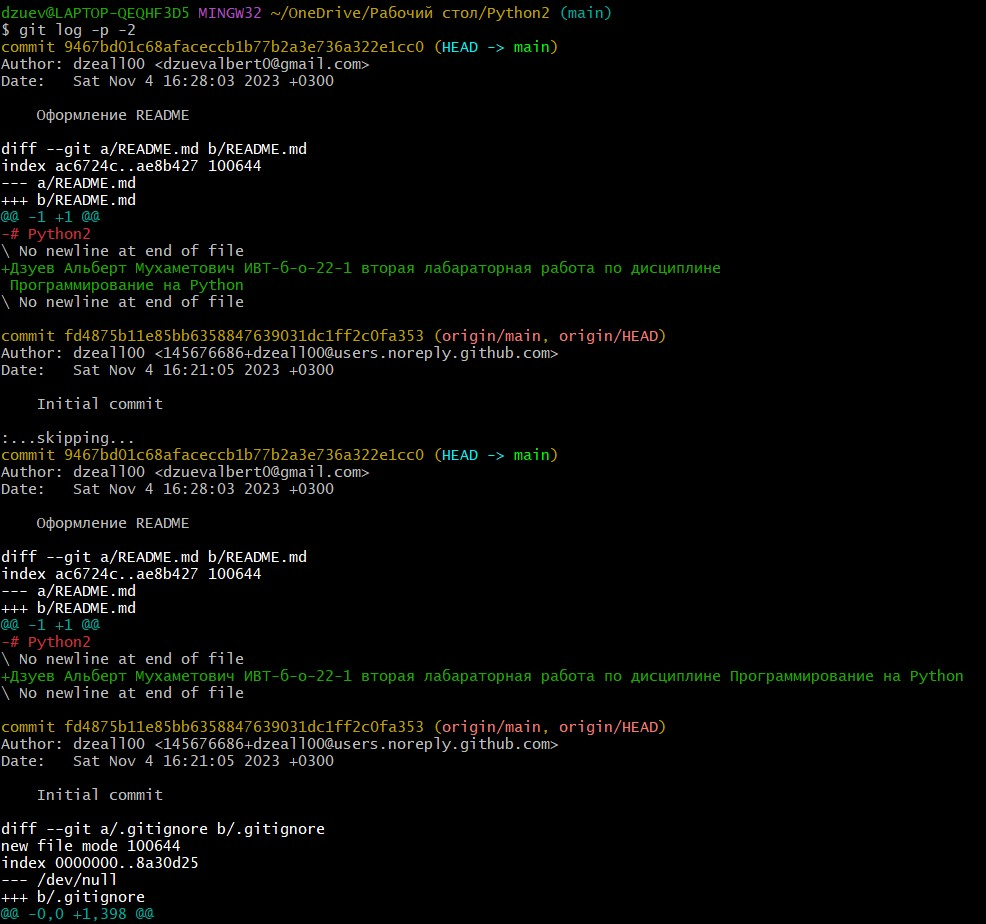 dzuev@LAPTOP-QEQHF3D5 MINGW32 ~/OneDrive/Рабочий стол/Python2 (main)
$ git log -p -2
commit 9467bd01c68afaceccb1b77b2a3e736a322e1cc0 (HEAD -> main)
Author: dzeall00 <dzuevalbert0@gmail.com>
Date:   Sat Nov 4 16:28:03 2023 +0300

    Оформление README

diff --git a/README.md b/README.md
index ac6724c..ae8b427 100644
--- a/README.md
+++ b/README.md
@@ -1 +1 @@
-# Python2
\ No newline at end of file
+Дзуев Альберт Мухаметович ИВТ-б-о-22-1 вторая лабараторная работа по дисциплине
 Программирование на Python
\ No newline at end of file

commit fd4875b11e85bb6358847639031dc1ff2c0fa353 (origin/main, origin/HEAD)
Author: dzeall00 <145676686+dzeall00@users.noreply.github.com>
Date:   Sat Nov 4 16:21:05 2023 +0300

    Initial commit

:...skipping...
commit 9467bd01c68afaceccb1b77b2a3e736a322e1cc0 (HEAD -> main)
Author: dzeall00 <dzuevalbert0@gmail.com>
Date:   Sat Nov 4 16:28:03 2023 +0300

    Оформление README

diff --git a/README.md b/README.md
index ac6724c..ae8b427 100644
--- a/README.md
+++ b/README.md
@@ -1 +1 @@
-# Python2
\ No newline at end of file
+Дзуев Альберт Мухаметович ИВТ-б-о-22-1 вторая лабараторная работа по дисциплине Программирование на Python
\ No newline at end of file

commit fd4875b11e85bb6358847639031dc1ff2c0fa353 (origin/main, origin/HEAD)
Author: dzeall00 <145676686+dzeall00@users.noreply.github.com>
Date:   Sat Nov 4 16:21:05 2023 +0300

    Initial commit

diff --git a/.gitignore b/.gitignore
new file mode 100644
index 0000000..8a30d25
--- /dev/null
+++ b/.gitignore
@@ -0,0 +1,398 @@